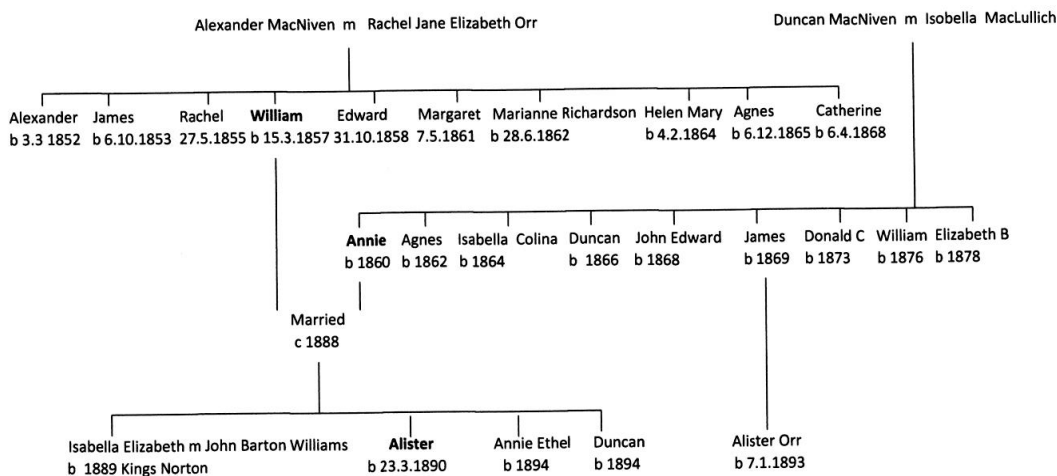 Alexander MacNiven m Rachel Jane Elizabeth Orr
Duncan MacNiven m Isobella MacLullich
Alexander James Rachel William Edward Margaret Marianne Richardson Helen Mary Agnes Catherine
b 3.3 1852 b 6.10.1853 27.5.1855 b 15.3.1857 31.10.1858 7.5.1861 b 28.6.1862 b 4.2.1864 b 6.12.1865 b 6.4.1868
Annie Agnes Isabella Colina Duncan John Edward James Donald C William Elizabeth B
b 1860 b 1862 b 1864 b 1866 b 1868 b 1869 b 1873 b 1876 b 1878
Married
c 1888
Isabella Elizabeth m John Barton Williams Alister Annie Ethel Duncan Alister Orr
b 1889 Kings Norton b 23.3.1890 b 1894 b 1894 b 7.1.1893